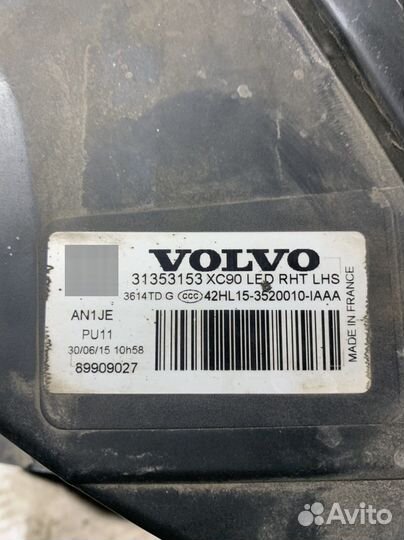 VOLVO
31353153 XC90 LED RHT LHS
3614TD G CCC 42HL15-3520010-IAAA
AN1JE
PU11
30/06/15 10h58
89909027
MADE IN FRANCE
Avito